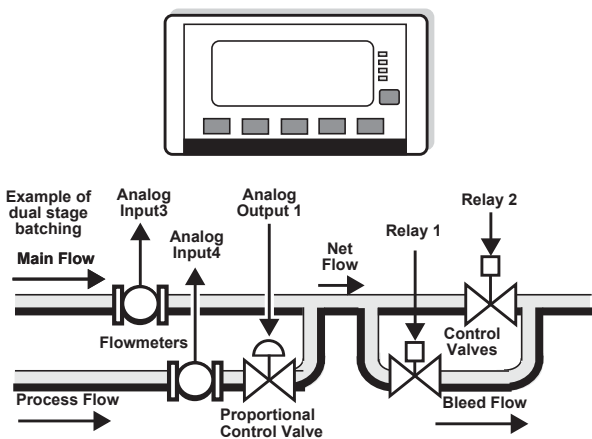 Example of
dual stage
batching
Analog
Input3
Analog
Input4
Analog
Output 1
Relay 2
Relay 1
Net
Flow
Main Flow
Flowmeters
Control
Valves
Process Flow
Proportional
Control Valve
Bleed Flow